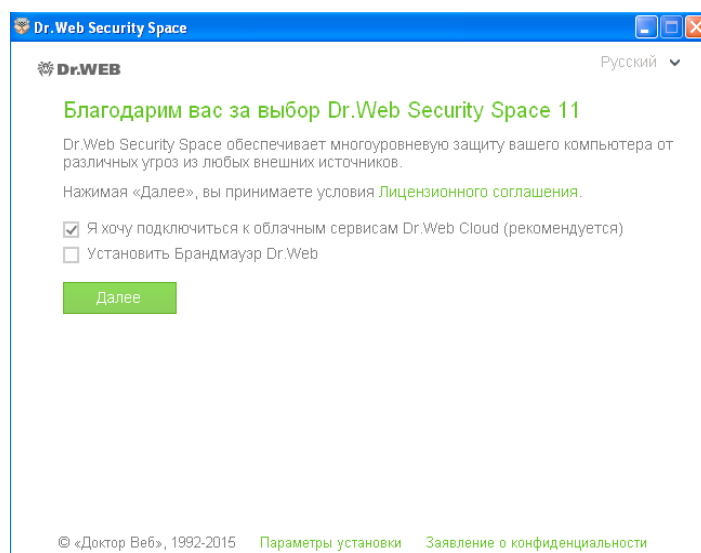 Dr.Web Security Space
Dr.WEB
Русский
Благодарим вас за выбор Dr.Web Security Space 11
Dr.Web Security Space обеспечивает многоуровневую защиту вашего компьютера от
различных угроз из любых внешних источников.
Нажимая «Далее», вы принимаете условия Лицензионного соглашения.
Я хочу подключиться к облачным сервисам Dr.Web Cloud (рекомендуется)
Установить Брандмауэр Dr.Web
Далее
© «Доктор Веб», 1992-2015 Параметры установки Заявление о конфиденциальности